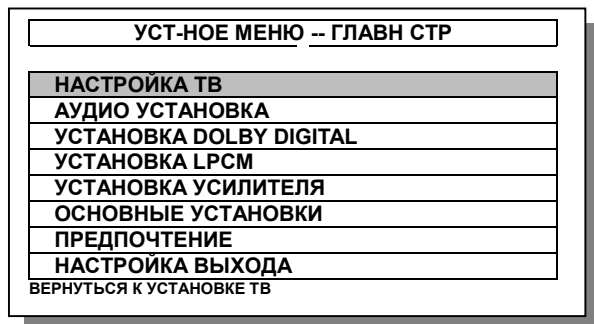 УСТ-НОЕ МЕНЮ -- ГЛАВН СТР
НАСТРОЙКА ТВ
АУДИО УСТАНОВКА
УСТАНОВКА DOLBY DIGITAL
УСТАНОВКА LPCM
УСТАНОВКА УСИЛИТЕЛЯ
ОСНОВНЫЕ УСТАНОВКИ
ПРЕДПОЧТЕНИЕ
НАСТРОЙКА ВЫХОДА
ВЕРНУТЬСЯ К УСТАНОВКЕ ТВ